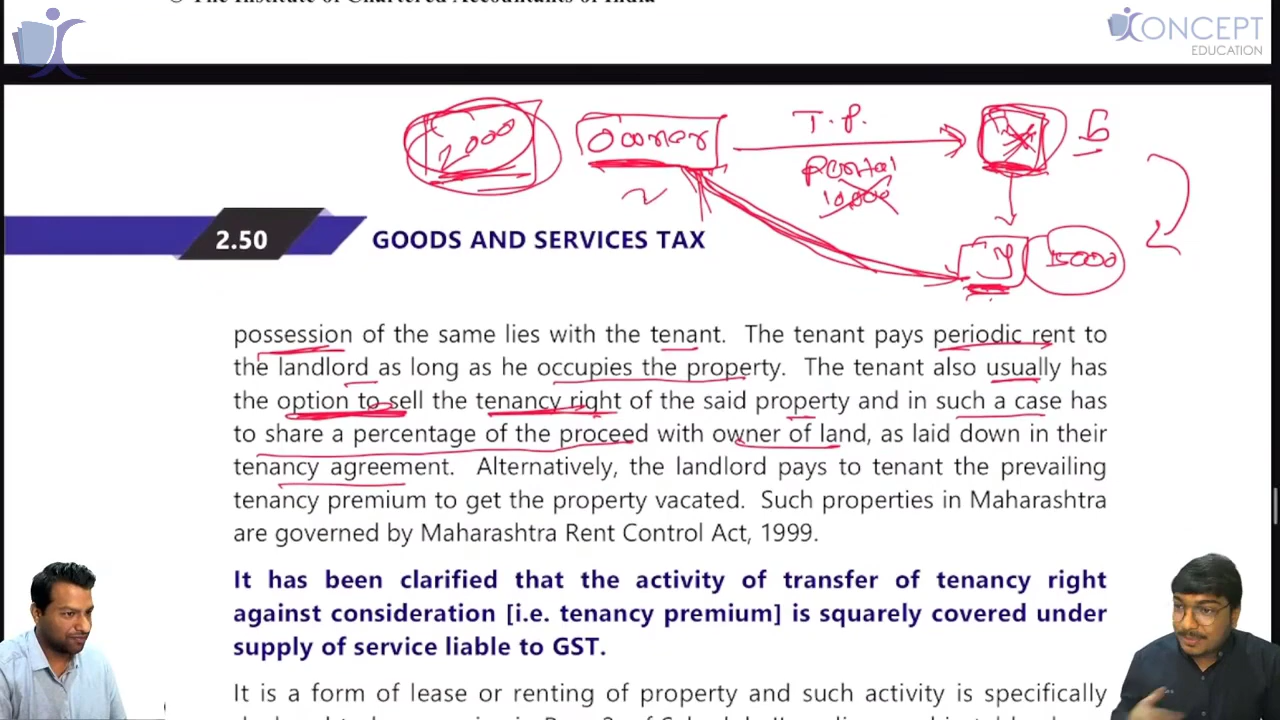 © The Institute of Chartered Accountants of India
CONCEPT
EDUCATION
2,000
owner
T.P.
Rental
10,000
Y
15000
2.50
GOODS AND SERVICES TAX
possession of the same lies with the tenant. The tenant pays periodic rent to
the landlord as long as he occupies the property. The tenant also usually has
the option to sell the tenancy right of the said property and in such a case has
to share a percentage of the proceed with owner of land, as laid down in their
tenancy agreement. Alternatively, the landlord pays to tenant the prevailing
tenancy premium to get the property vacated. Such properties in Maharashtra
are governed by Maharashtra Rent Control Act, 1999.
It has been clarified that the activity of transfer of tenancy right
against consideration [i.e. tenancy premium] is squarely covered under
supply of service liable to GST.
It is a form of lease or renting of property and such activity is specifically